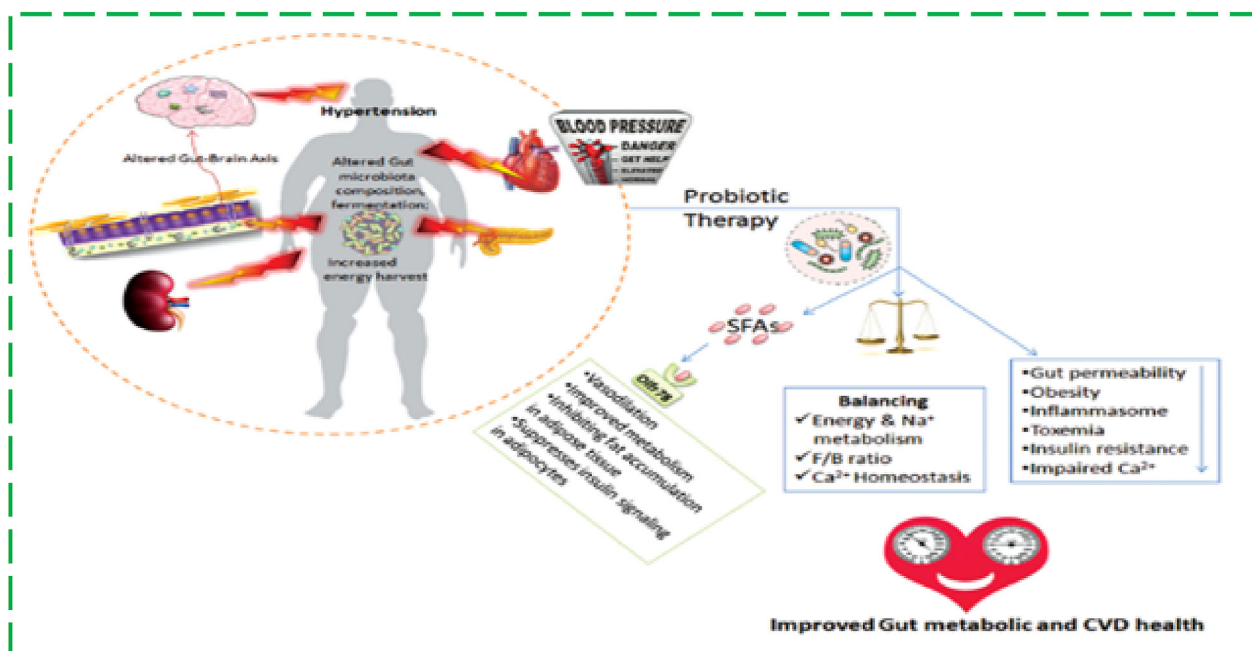 Hypertension
Altered Gut-Brain Axis
Altered Gut
microbiota
composition,
fermentation;
Increased
energy harvest
BLOOD PRESSURE
DANGER
GET HELP
ELEVATED
NORMAL
Probiotic
Therapy
SFAs
Olfr78
•Vasodilation
•Improved metabolism
•Inhibiting fat accumulation
in adipose tissue
•Suppresses insulin signaling
in adipocytes
Balancing
✓Energy & Na⁺
metabolism
✓F/B ratio
✓Ca²⁺ Homeostasis
•Gut permeability
•Obesity
•Inflammasome
•Toxemia
•Insulin resistance
•Impaired Ca²⁺
Improved Gut metabolic and CVD health